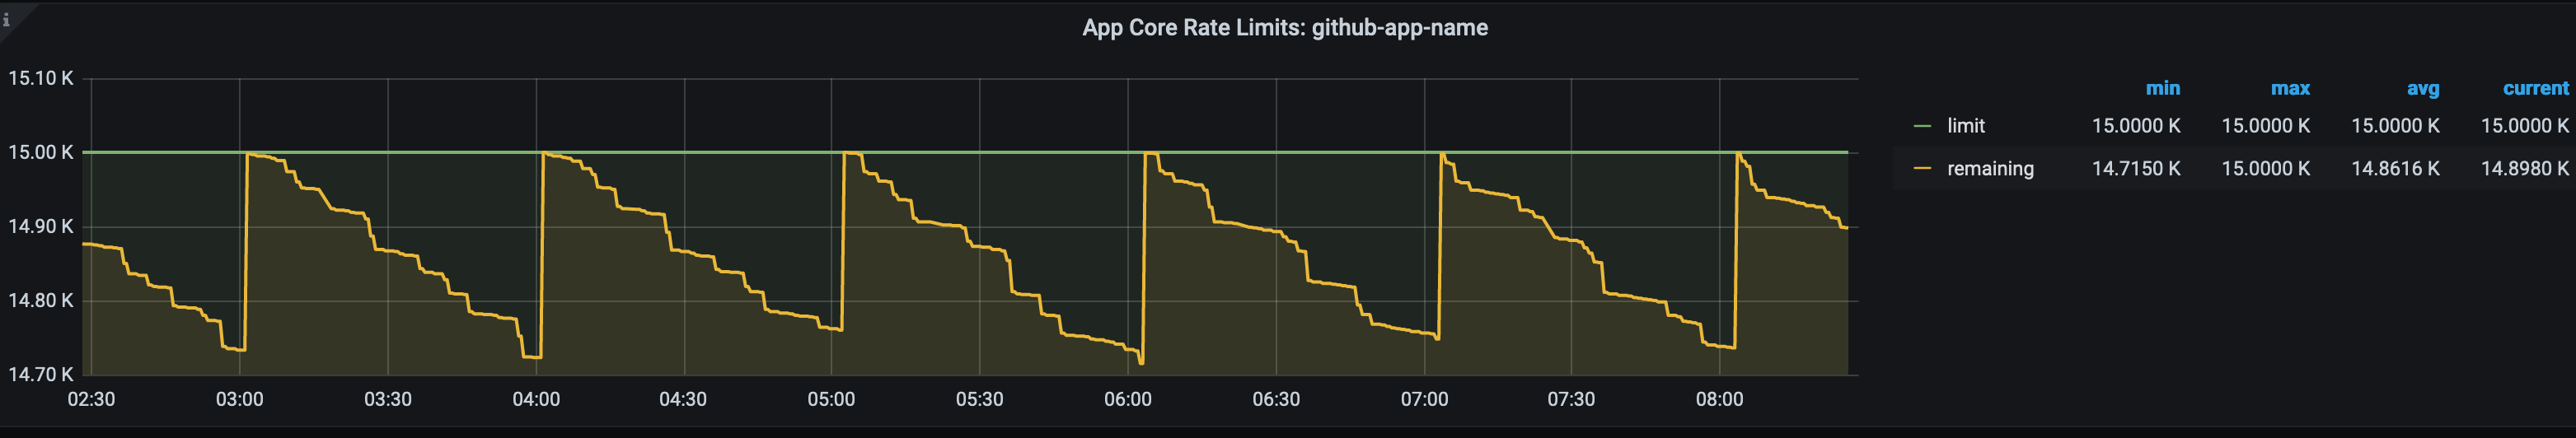 i
App Core Rate Limits: github-app-name
15.10 K
15.00 K
14.90 K
14.80 K
14.70 K
02:30 03:00 03:30 04:00 04:30 05:00 05:30 06:00 06:30 07:00 07:30 08:00
min max avg current
limit 15.0000 K 15.0000 K 15.0000 K 15.0000 K
remaining 14.7150 K 15.0000 K 14.8616 K 14.8980 K